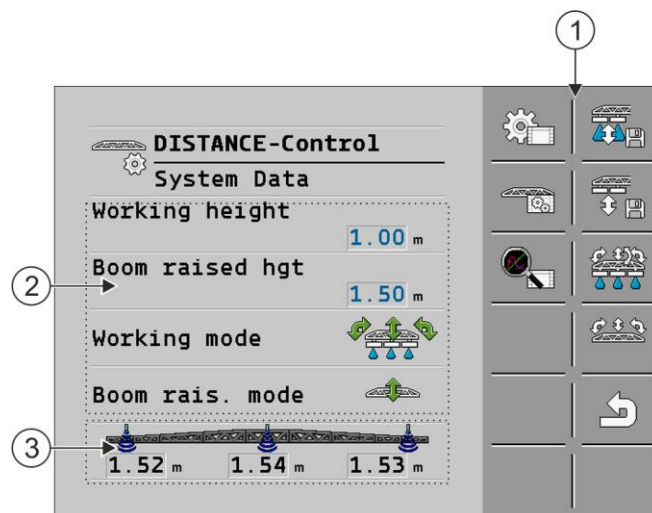 1
DISTANCE-Control
System Data
Working height
1.00 m
Boom raised hgt
2
1.50 m
Working mode
Boom rais. mode
3
1.52 m 1.54 m 1.53 m